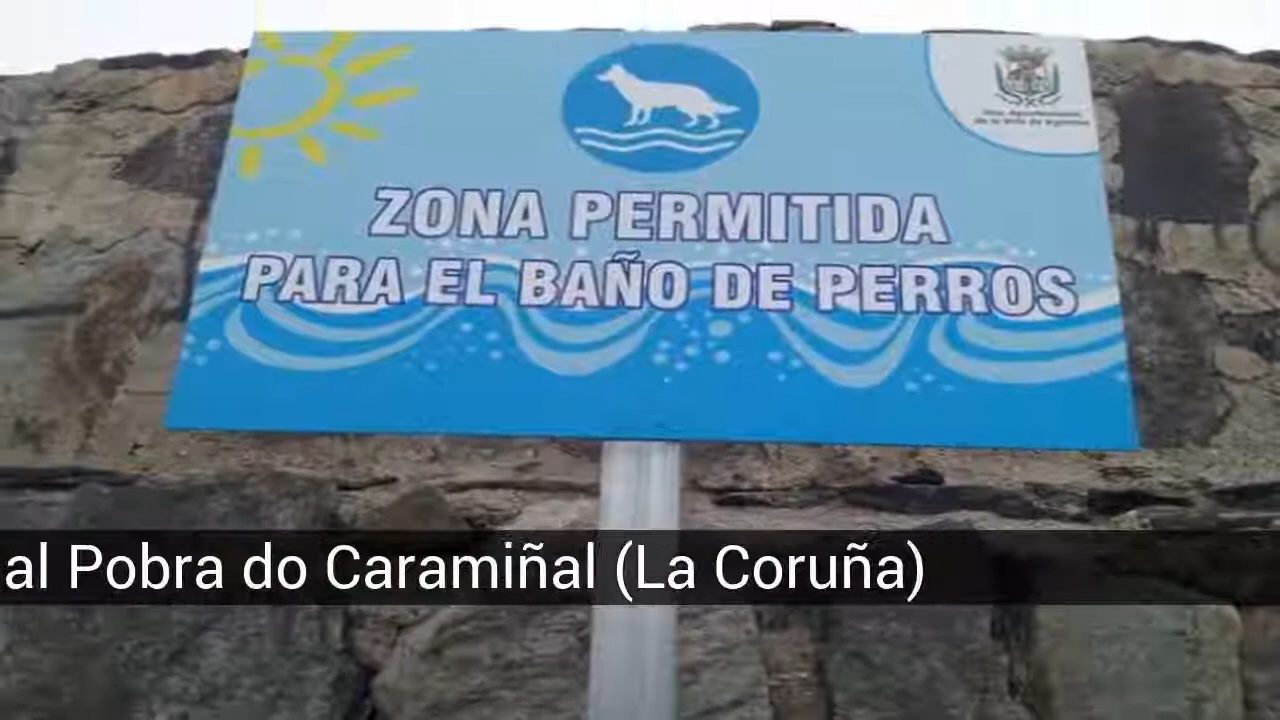 ZONA PERMITIDA
PARA EL BAÑO DE PERROS
al Pobra do Caramiñal (La Coruña)